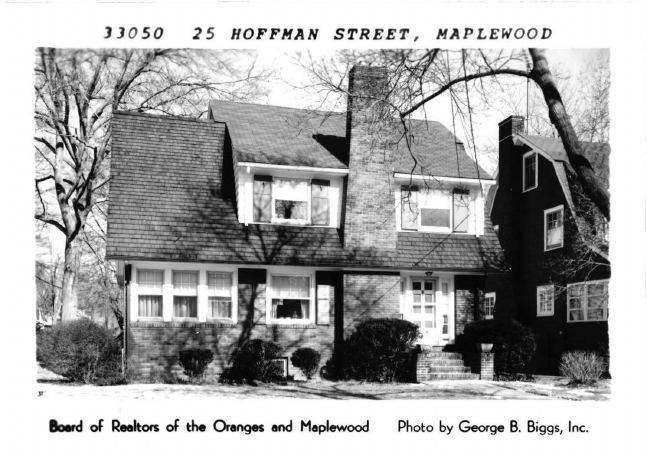 33050 25 HOFFMAN STREET, MAPLEWOOD
Board of Realtors of the Oranges and Maplewood Photo by George B. Biggs, Inc.